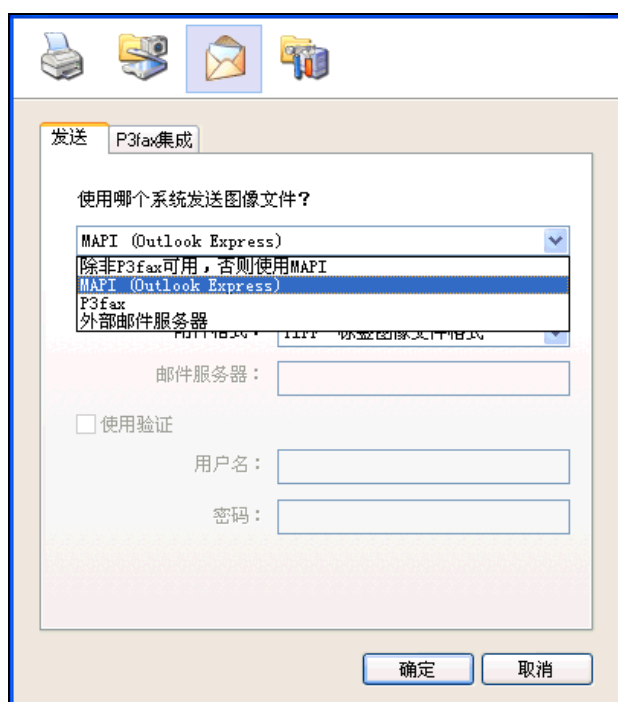 发送 P3fax集成
使用哪个系统发送图像文件?
MAPI (Outlook Express)
除非P3fax可用，否则使用MAPI
MAPI (Outlook Express)
P3fax
外部邮件服务器
邮件服务器：
使用验证
用户名：
密码：
确定 取消